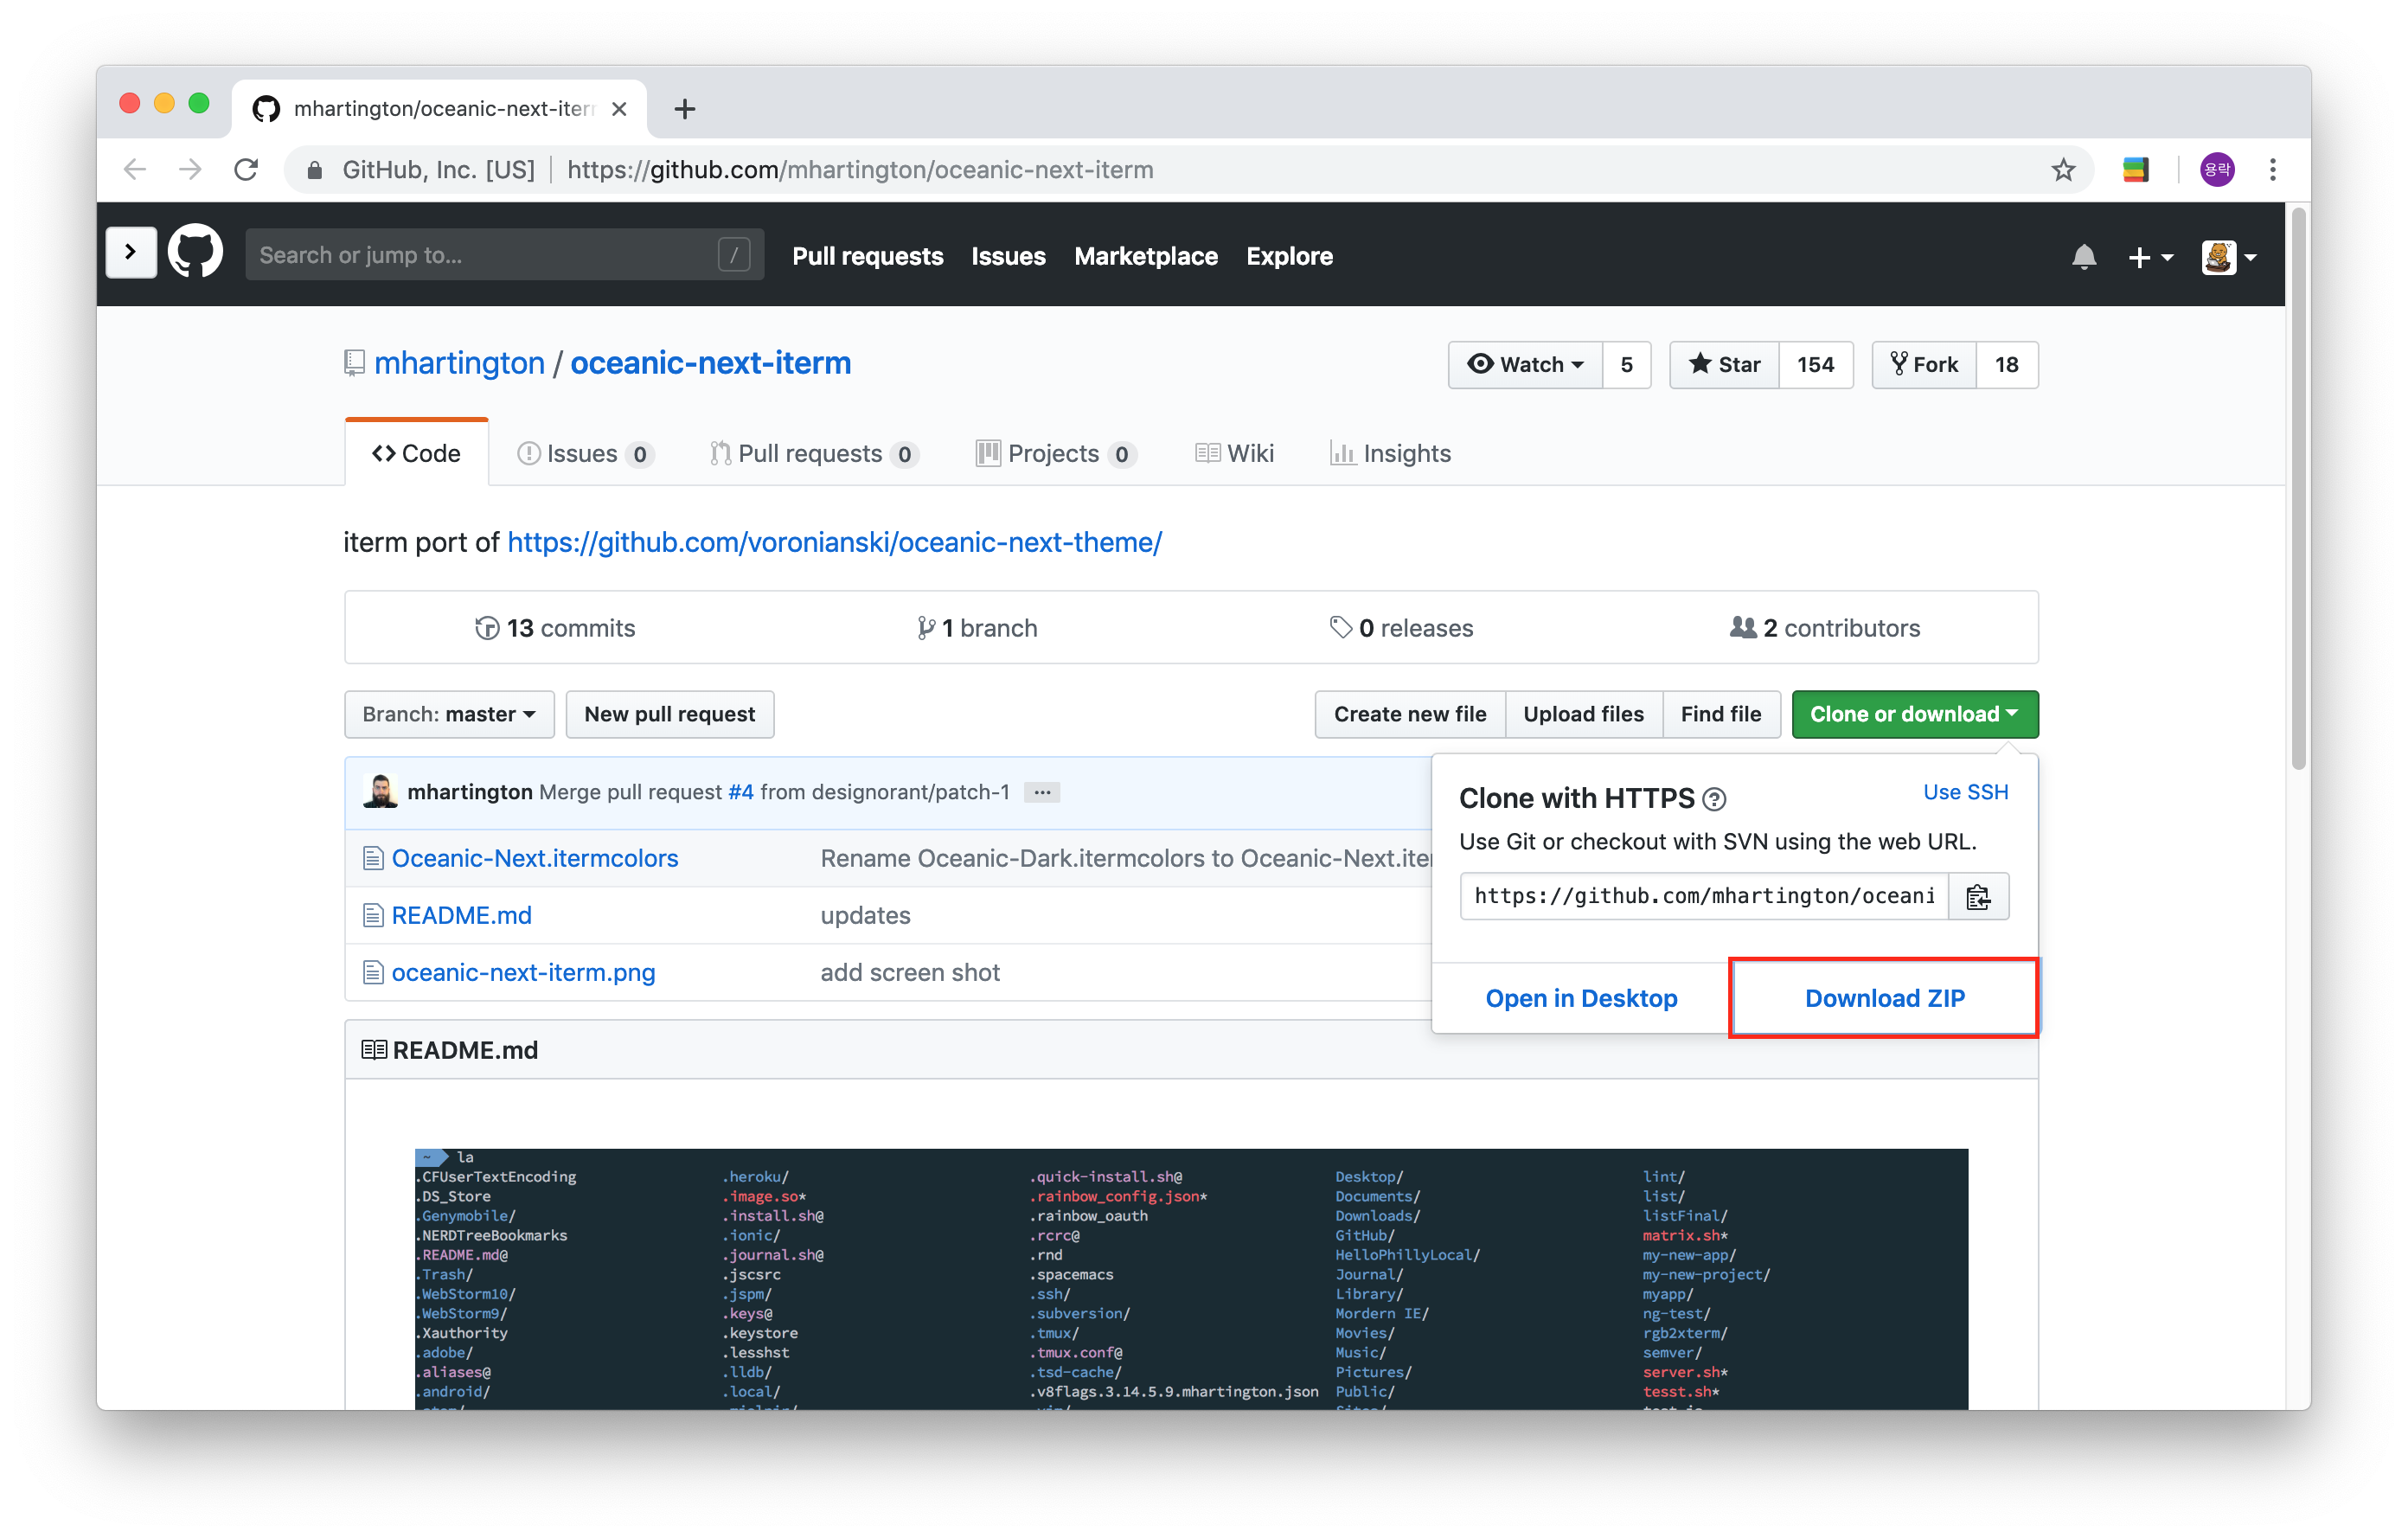 mhartington/oceanic-next-iter
GitHub, Inc. [US] | https://github.com/mhartington/oceanic-next-iterm
용락
Search or jump to... /
Pull requests Issues Marketplace Explore
mhartington / oceanic-next-iterm
Watch 5 Star 154 Fork 18
Code Issues 0 Pull requests 0 Projects 0 Wiki Insights
iterm port of https://github.com/voronianski/oceanic-next-theme/
13 commits 1 branch 0 releases 2 contributors
Branch: master New pull request Create new file Upload files Find file Clone or download
mhartington Merge pull request #4 from designorant/patch-1 ...
Oceanic-Next.itermcolors Rename Oceanic-Dark.itermcolors to Oceanic-Next.iter
README.md updates
oceanic-next-iterm.png add screen shot
Clone with HTTPS Use SSH
Use Git or checkout with SVN using the web URL.
https://github.com/mhartington/oceani
Open in Desktop Download ZIP
README.md
~ la
.CFUserTextEncoding .heroku/ .quick-install.sh@ Desktop/ lint/
.DS_Store .image.so* .rainbow_config.json* Documents/ list/
.Genymobile/ .install.sh@ .rainbow_oauth Downloads/ listFinal/
.NERDTreeBookmarks .ionic/ .rcrc@ GitHub/ matrix.sh*
.README.md@ .journal.sh@ .rnd HelloPhillyLocal/ my-new-app/
.Trash/ .jscsrc .spacemacs Journal/ my-new-project/
.WebStorm10/ .jspm/ .ssh/ Library/ myapp/
.WebStorm9/ .keys@ .subversion/ Mordern IE/ ng-test/
.Xauthority .keystore .tmux/ Movies/ rgb2xterm/
.adobe/ .lesshst .tmux.conf@ Music/ semver/
.aliases@ .lldb/ .tsd-cache/ Pictures/ server.sh*
.android/ .local/ .v8flags.3.14.5.9.mhartington.json Public/ tesst.sh*